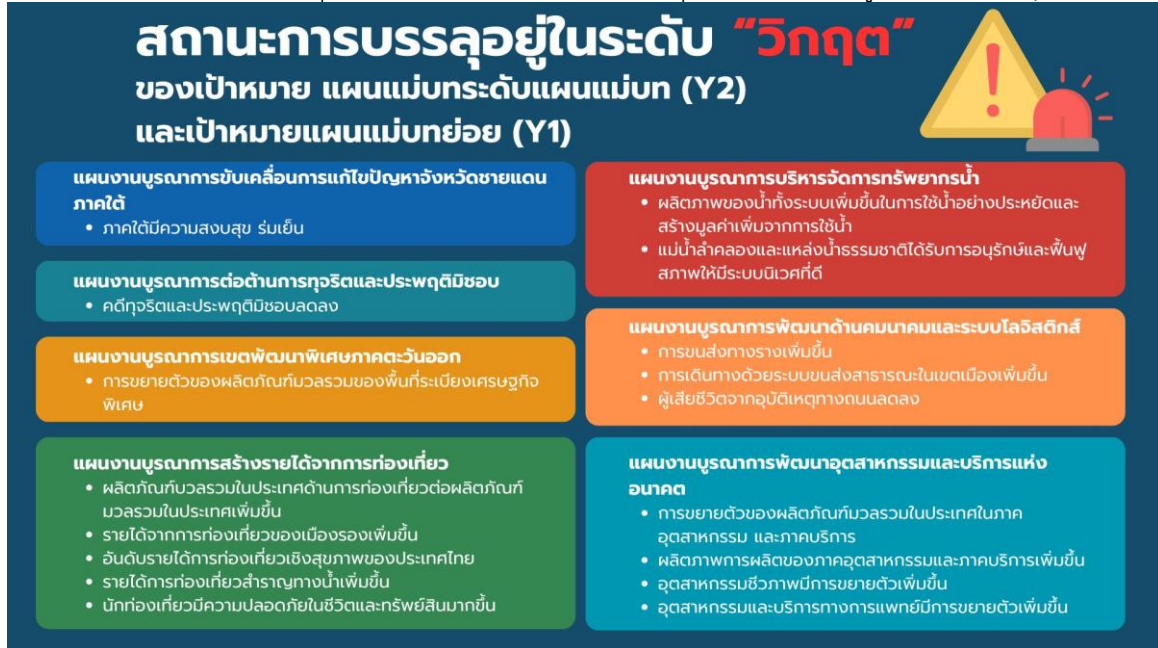 สถานะการบรรลุอยู่ในระดับ “วิกฤต”
ของเป้าหมาย แผนแม่บทระดับแผนแม่บท (Y2)
และเป้าหมายแผนแม่บทย่อย (Y1)
แผนงานบูรณาการขับเคลื่อนการแก้ไขปัญหาจังหวัดชายแดน
ภาคใต้
• ภาคใต้มีความสงบสุข ร่มเย็น
แผนงานบูรณาการต่อต้านการทุจริตและประพฤติมิชอบ
• คดีทุจริตและประพฤติมิชอบลดลง
แผนงานบูรณาการเขตพัฒนาพิเศษภาคตะวันออก
• การขยายตัวของผลิตภัณฑ์มวลรวมของพื้นที่ระเบียงเศรษฐกิจ
พิเศษ
แผนงานบูรณาการสร้างรายได้จากการท่องเที่ยว
• ผลิตภัณฑ์มวลรวมในประเทศด้านการท่องเที่ยวต่อผลิตภัณฑ์
มวลรวมในประเทศเพิ่มขึ้น
• รายได้จากการท่องเที่ยวของเมืองรองเพิ่มขึ้น
• อันดับรายได้การท่องเที่ยวเชิงสุขภาพของประเทศไทย
• รายได้การท่องเที่ยวสำราญทางน้ำเพิ่มขึ้น
• นักท่องเที่ยวมีความปลอดภัยในชีวิตและทรัพย์สินมากขึ้น
แผนงานบูรณาการบริหารจัดการทรัพยากรน้ำ
• ผลิตภาพของน้ำทั้งระบบเพิ่มขึ้นในการใช้น้ำอย่างประหยัดและ
สร้างมูลค่าเพิ่มจากการใช้น้ำ
• แม่น้ำลำคลองและแหล่งน้ำธรรมชาติได้รับการอนุรักษ์และฟื้นฟู
สภาพให้มีระบบนิเวศที่ดี
แผนงานบูรณาการพัฒนาด้านคมนาคมและระบบโลจิสติกส์
• การขนส่งทางรางเพิ่มขึ้น
• การเดินทางด้วยระบบขนส่งสาธารณะในเขตเมืองเพิ่มขึ้น
• ผู้เสียชีวิตจากอุบัติเหตุทางถนนลดลง
แผนงานบูรณาการพัฒนาอุตสาหกรรมและบริการแห่ง
อนาคต
• การขยายตัวของผลิตภัณฑ์มวลรวมในประเทศในภาค
อุตสาหกรรม และภาคบริการ
• ผลิตภาพการผลิตของภาคอุตสาหกรรมและภาคบริการเพิ่มขึ้น
• อุตสาหกรรมชีวภาพมีการขยายตัวเพิ่มขึ้น
• อุตสาหกรรมและบริการทางการแพทย์มีการขยายตัวเพิ่มขึ้น